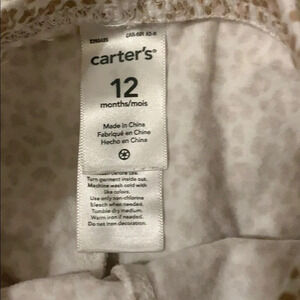 carter's®
12
months/mois
Made in China
Fabriqué en China
Hecho en China
Turn garment inside out.
Machine wash cold with
like colors.
Use only non-chlorine
bleach when needed.
Tumble dry medium.
Warm iron if needed.
Do not iron decoration.